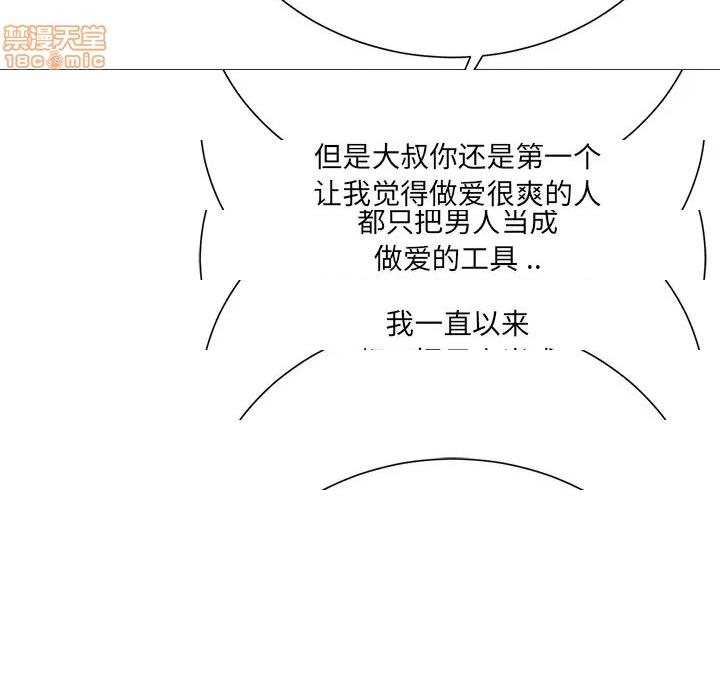 禁漫天堂
18comic
但是大叔你还是第一个
让我觉得做爱很爽的人
都只把男人当成
做爱的工具 ..
我一直以来